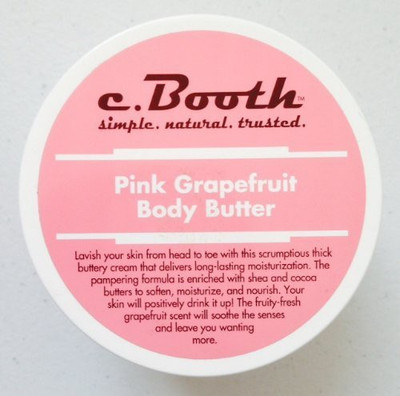 c.Booth™
simple. natural. trusted.
Pink Grapefruit
Body Butter
Lavish your skin from head to toe with this scrumptious thick
buttery cream that delivers long-lasting moisturization. The
pampering formula is enriched with shea and cocoa
butters to soften, moisturize, and nourish. Your
skin will positively drink it up! The fruity-fresh
grapefruit scent will soothe the senses
and leave you wanting
more.